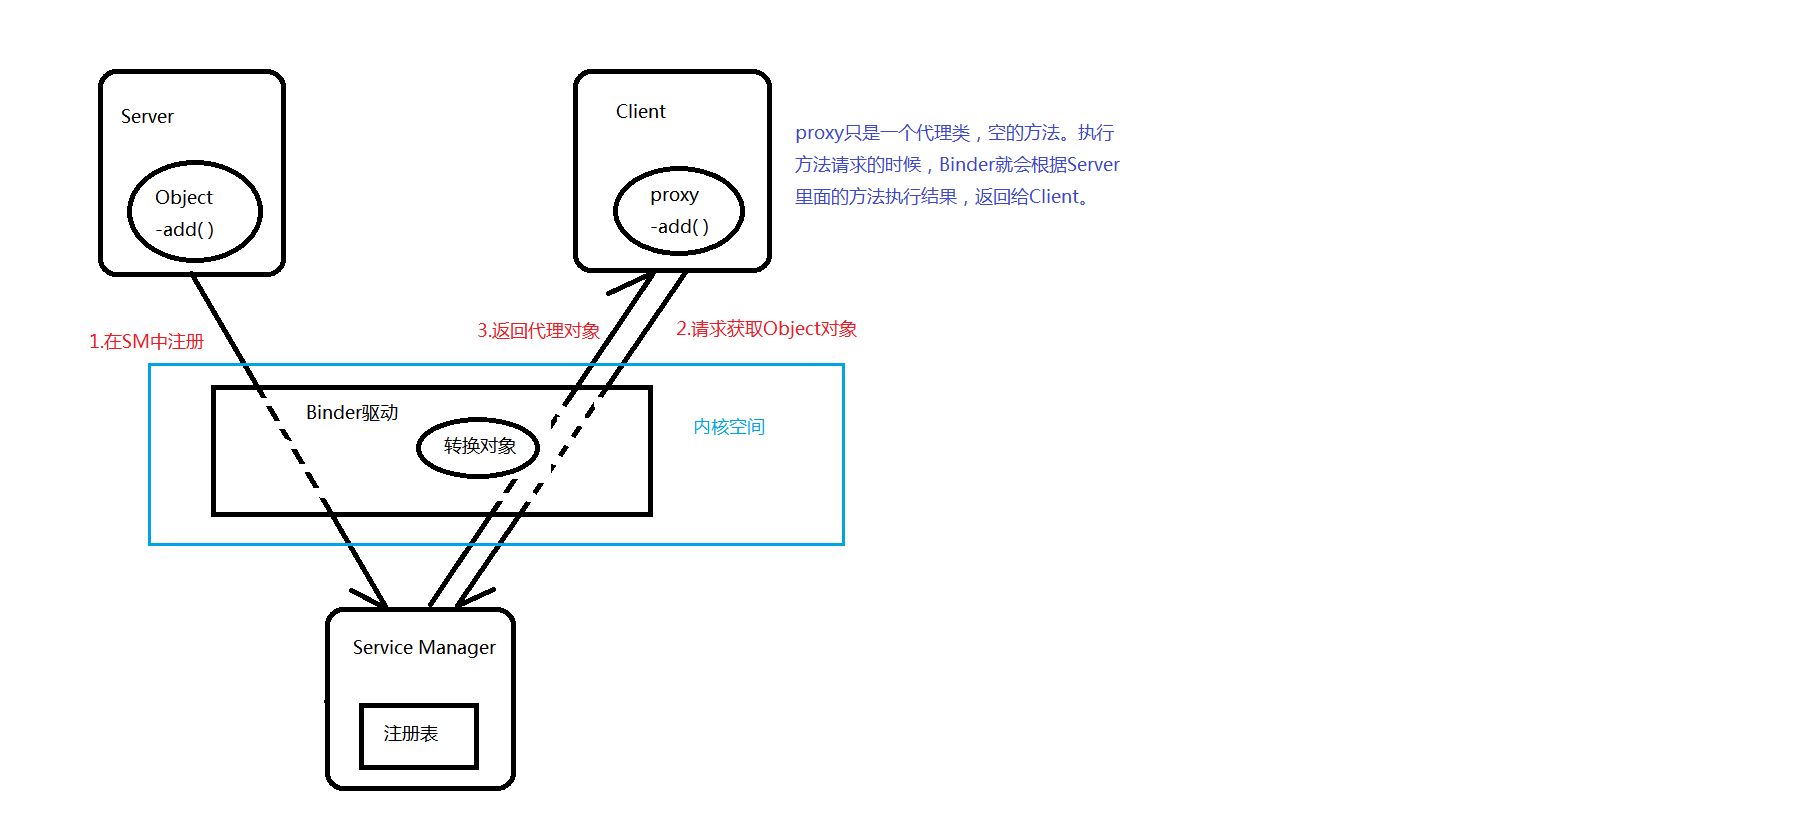 Server
Object
-add( )
Client
proxy
-add( )
proxy只是一个代理类，空的方法。执行
方法请求的时候，Binder就会根据Server
里面的方法执行结果，返回给Client。
1.在SM中注册
3.返回代理对象
2.请求获取Object对象
Binder驱动
转换对象
内核空间
Service Manager
注册表